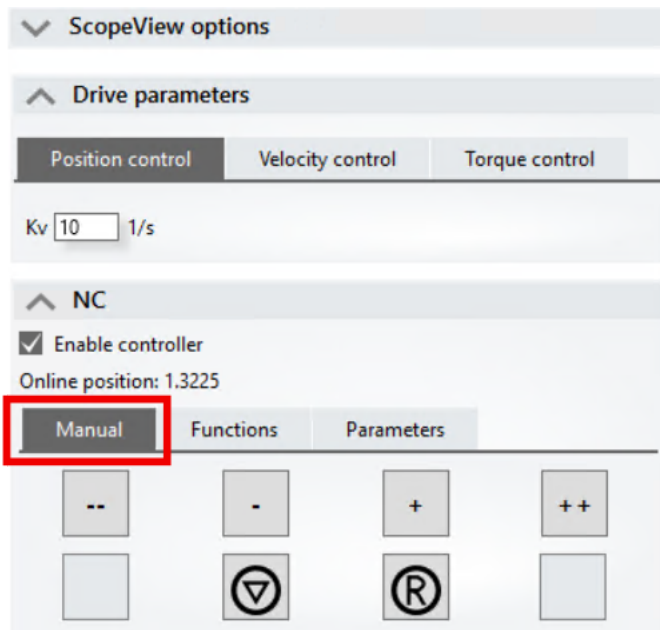 ScopeView options
Drive parameters
Position control Velocity control Torque control
Kv 10 1/s
NC
Enable controller
Online position: 1.3225
Manual Functions Parameters
-- - + ++
R